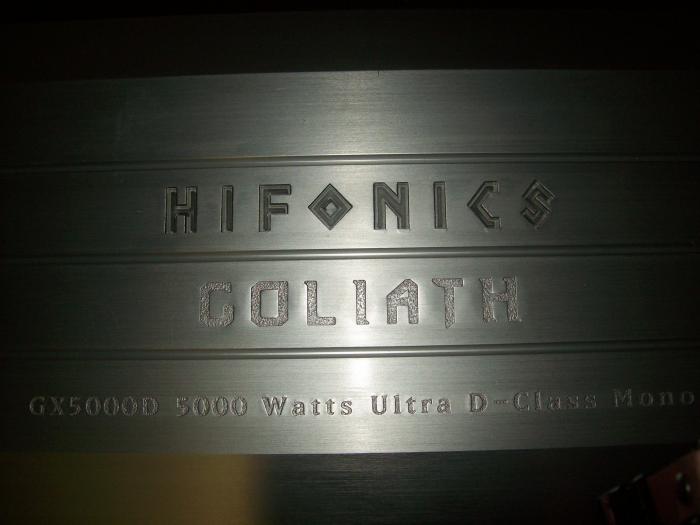 HIFONICS
GOLIATH
GX5000D 5000 Watts Ultra D-Class Mono